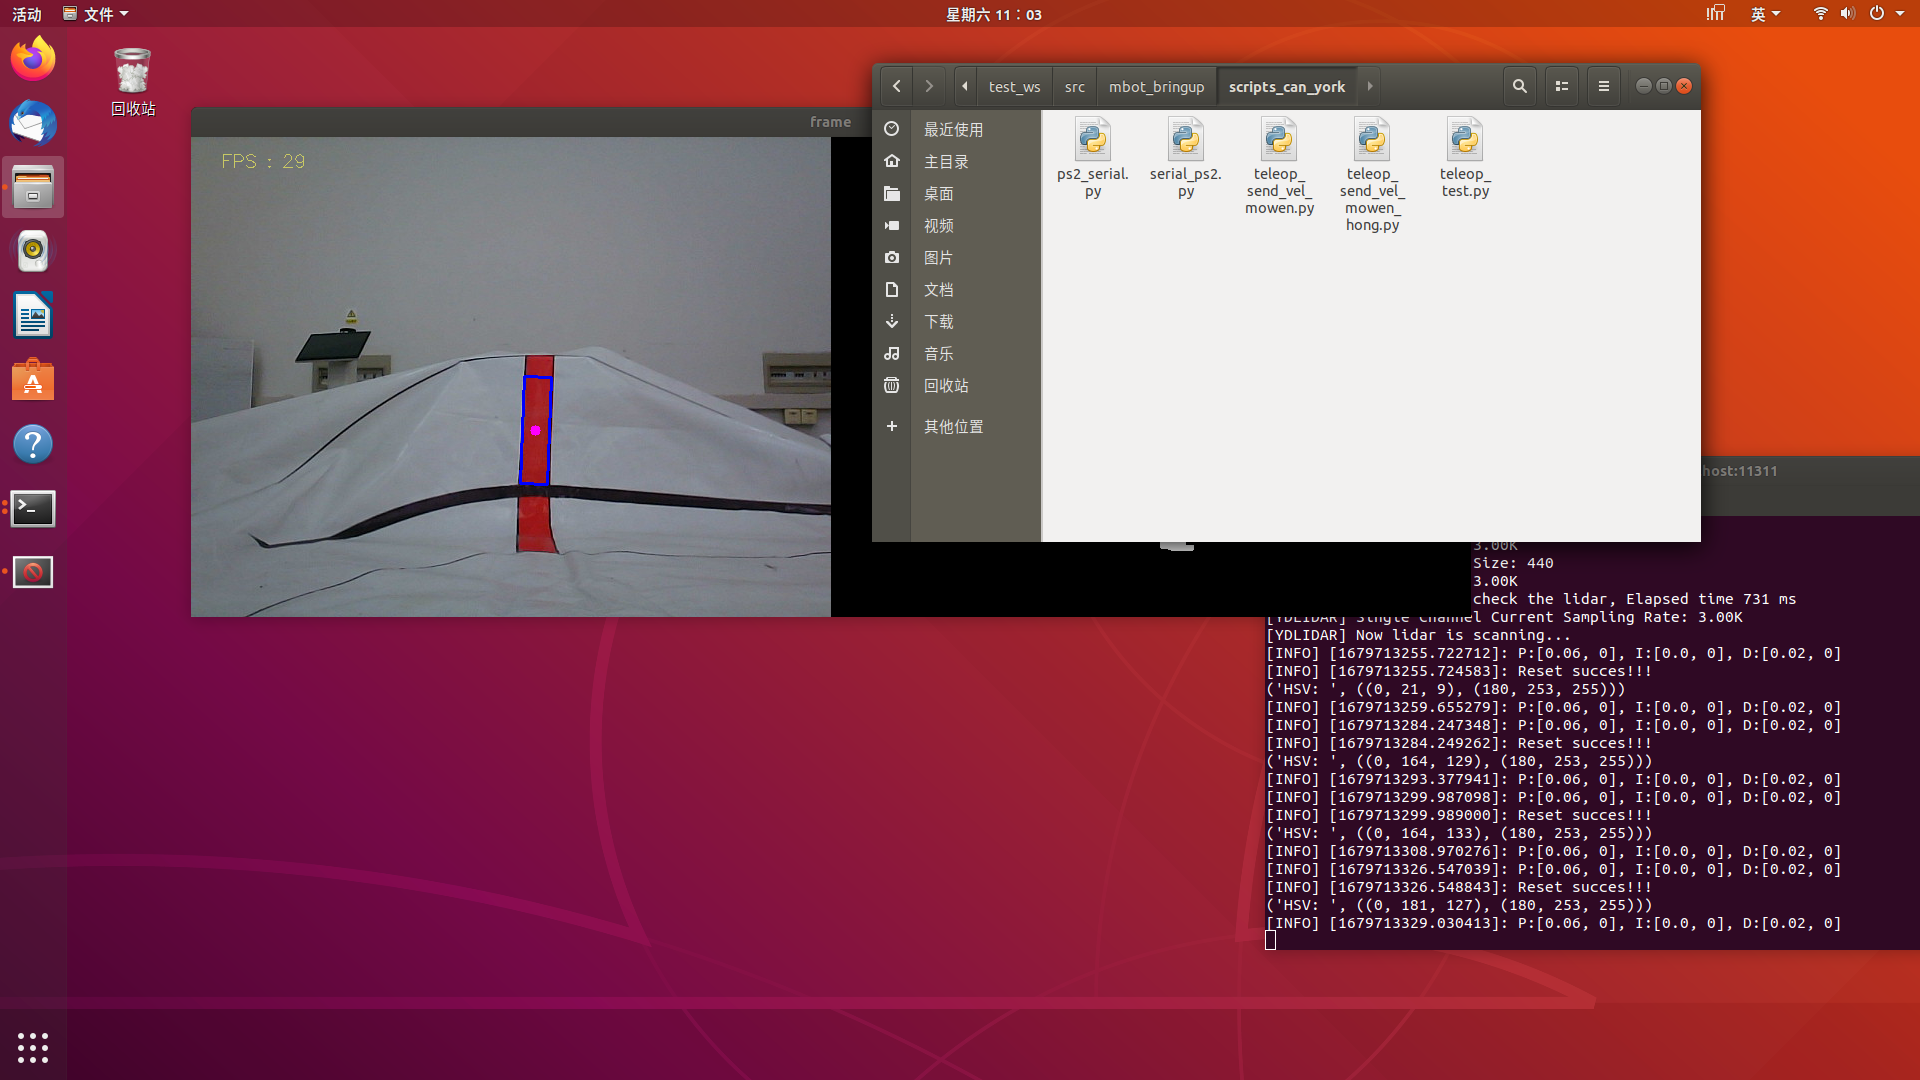 活动
文件
星期六 11：03
英
回收站
frame
FPS : 29
test_ws
src
mbot_bringup
scripts_can_york
最近使用
主目录
桌面
视频
图片
文档
下载
音乐
回收站
其他位置
ps2_serial.
py
serial_ps2.
py
teleop_
send_vel_
mowen.py
teleop_
send_vel_
mowen_
hong.py
teleop_
test.py
host:11311
3.00K
Size: 440
3.00K
check the lidar, Elapsed time 731 ms
[YDLIDAR] Single Channel Current Sampling Rate: 3.00K
[YDLIDAR] Now lidar is scanning...
[INFO] [1679713255.722712]: P:[0.06, 0], I:[0.0, 0], D:[0.02, 0]
[INFO] [1679713255.724583]: Reset succes!!!
('HSV: ', ((0, 21, 9), (180, 253, 255)))
[INFO] [1679713259.655279]: P:[0.06, 0], I:[0.0, 0], D:[0.02, 0]
[INFO] [1679713284.247348]: P:[0.06, 0], I:[0.0, 0], D:[0.02, 0]
[INFO] [1679713284.249262]: Reset succes!!!
('HSV: ', ((0, 164, 129), (180, 253, 255)))
[INFO] [1679713293.377941]: P:[0.06, 0], I:[0.0, 0], D:[0.02, 0]
[INFO] [1679713299.987098]: P:[0.06, 0], I:[0.0, 0], D:[0.02, 0]
[INFO] [1679713299.989000]: Reset succes!!!
('HSV: ', ((0, 164, 133), (180, 253, 255)))
[INFO] [1679713308.970276]: P:[0.06, 0], I:[0.0, 0], D:[0.02, 0]
[INFO] [1679713326.547039]: P:[0.06, 0], I:[0.0, 0], D:[0.02, 0]
[INFO] [1679713326.548843]: Reset succes!!!
('HSV: ', ((0, 181, 127), (180, 253, 255)))
[INFO] [1679713329.030413]: P:[0.06, 0], I:[0.0, 0], D:[0.02, 0]